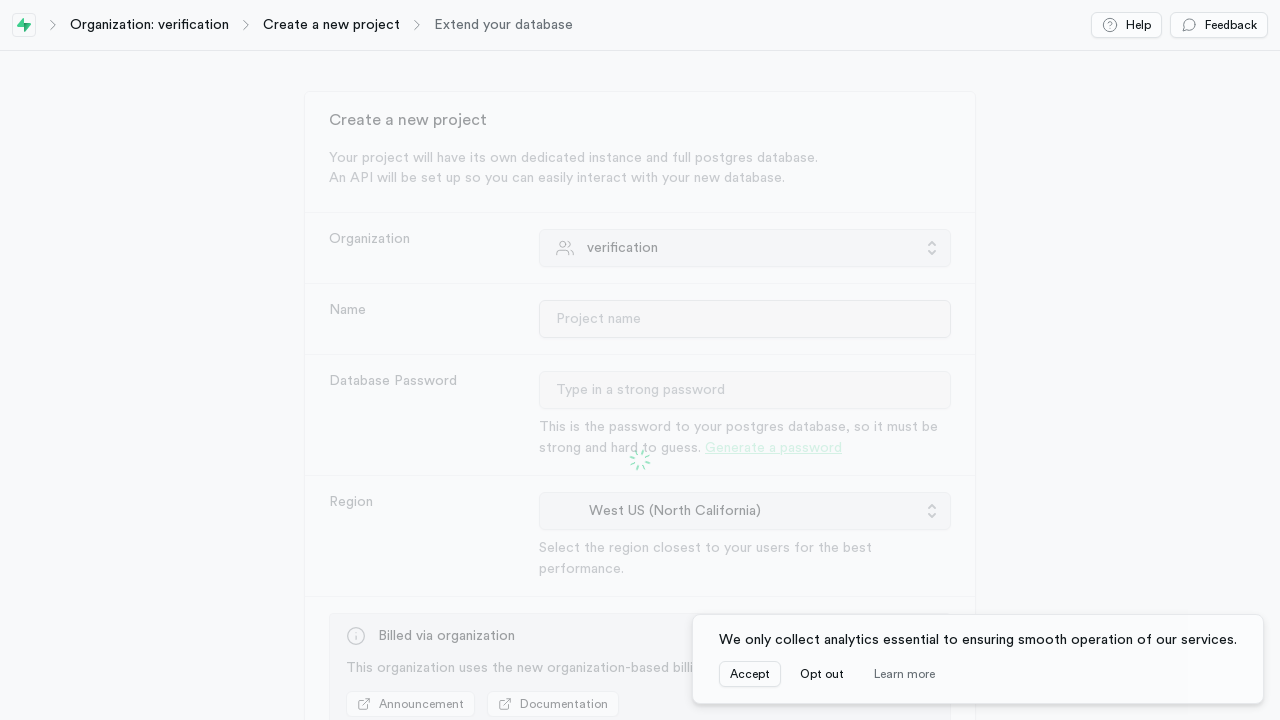 Organization: verification
Create a new project
Extend your database
Help
Feedback
Create a new project
Your project will have its own dedicated instance and full postgres database.
An API will be set up so you can easily interact with your new database.
Organization
verification
Name
Project name
Database Password
Type in a strong password
This is the password to your postgres database, so it must be
strong and hard to guess. Generate a password
Region
West US (North California)
Select the region closest to your users for the best
performance.
Billed via organization
This organization uses the new organization-based billi
Announcement
Documentation
We only collect analytics essential to ensuring smooth operation of our services.
Accept
Opt out
Learn more